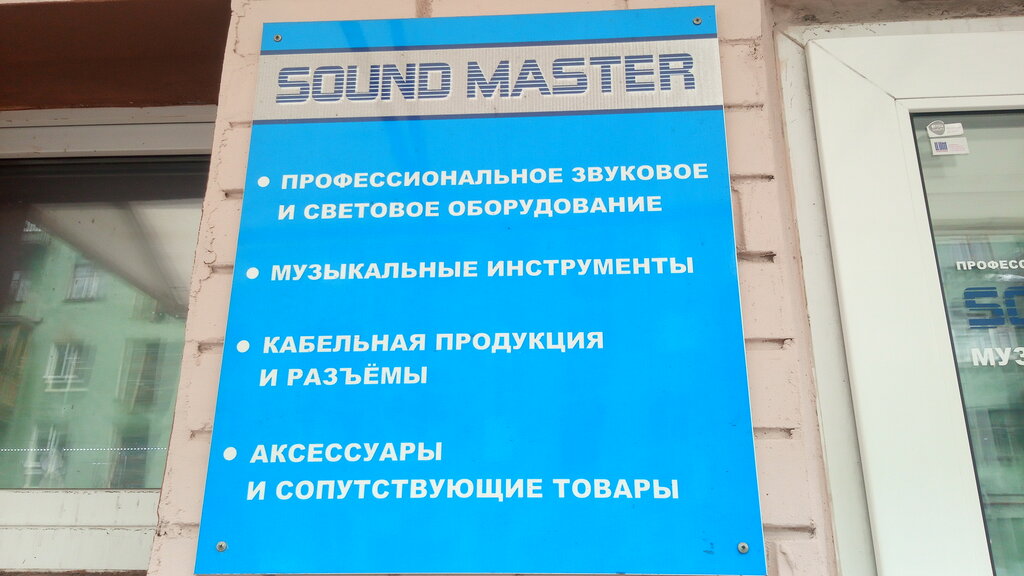 SOUND MASTER
• ПРОФЕССИОНАЛЬНОЕ ЗВУКОВОЕ
И СВЕТОВОЕ ОБОРУДОВАНИЕ
• МУЗЫКАЛЬНЫЕ ИНСТРУМЕНТЫ
• КАБЕЛЬНАЯ ПРОДУКЦИЯ
И РАЗЪЁМЫ
• АКСЕССУАРЫ
И СОПУТСТВУЮЩИЕ ТОВАРЫ